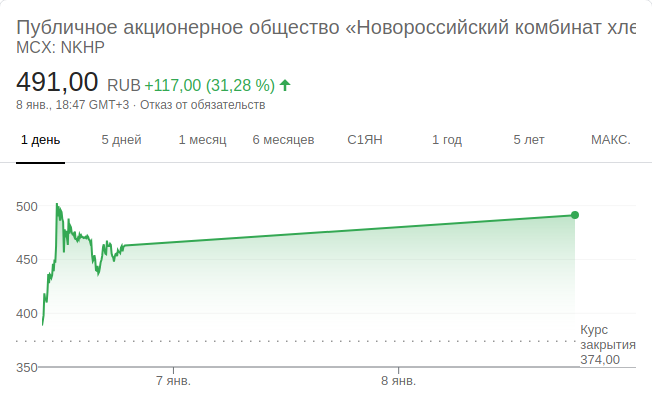 Публичное акционерное общество «Новороссийский комбинат хле
MCX: NKHP
491,00 RUB +117,00 (31,28 %)
8 янв., 18:47 GMT+3 · Отказ от обязательств
1 день 5 дней 1 месяц 6 месяцев С1ЯН 1 год 5 лет МАКС.
500
450
400
Курс
закрытия
374,00
350
7 янв. 8 янв.